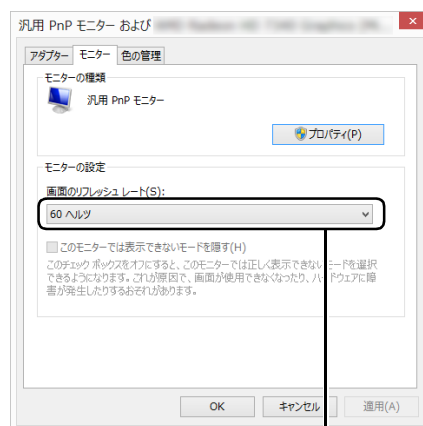 汎用 PnP モニター および
アダプター モニター 色の管理
モニターの種類
汎用 PnP モニター
プロパティ(P)
モニターの設定
画面のリフレッシュ レート(S):
60 ヘルツ
このモニターでは表示できないモードを隠す(H)
このチェック ボックスをオフにすると、このモニターでは正しく表示できない モードを選択
できるようになります。これが原因で、画面が使用できなくなったり、ハードウェアに障
害が発生したりするおそれがあります。
OK キャンセル 適用(A)